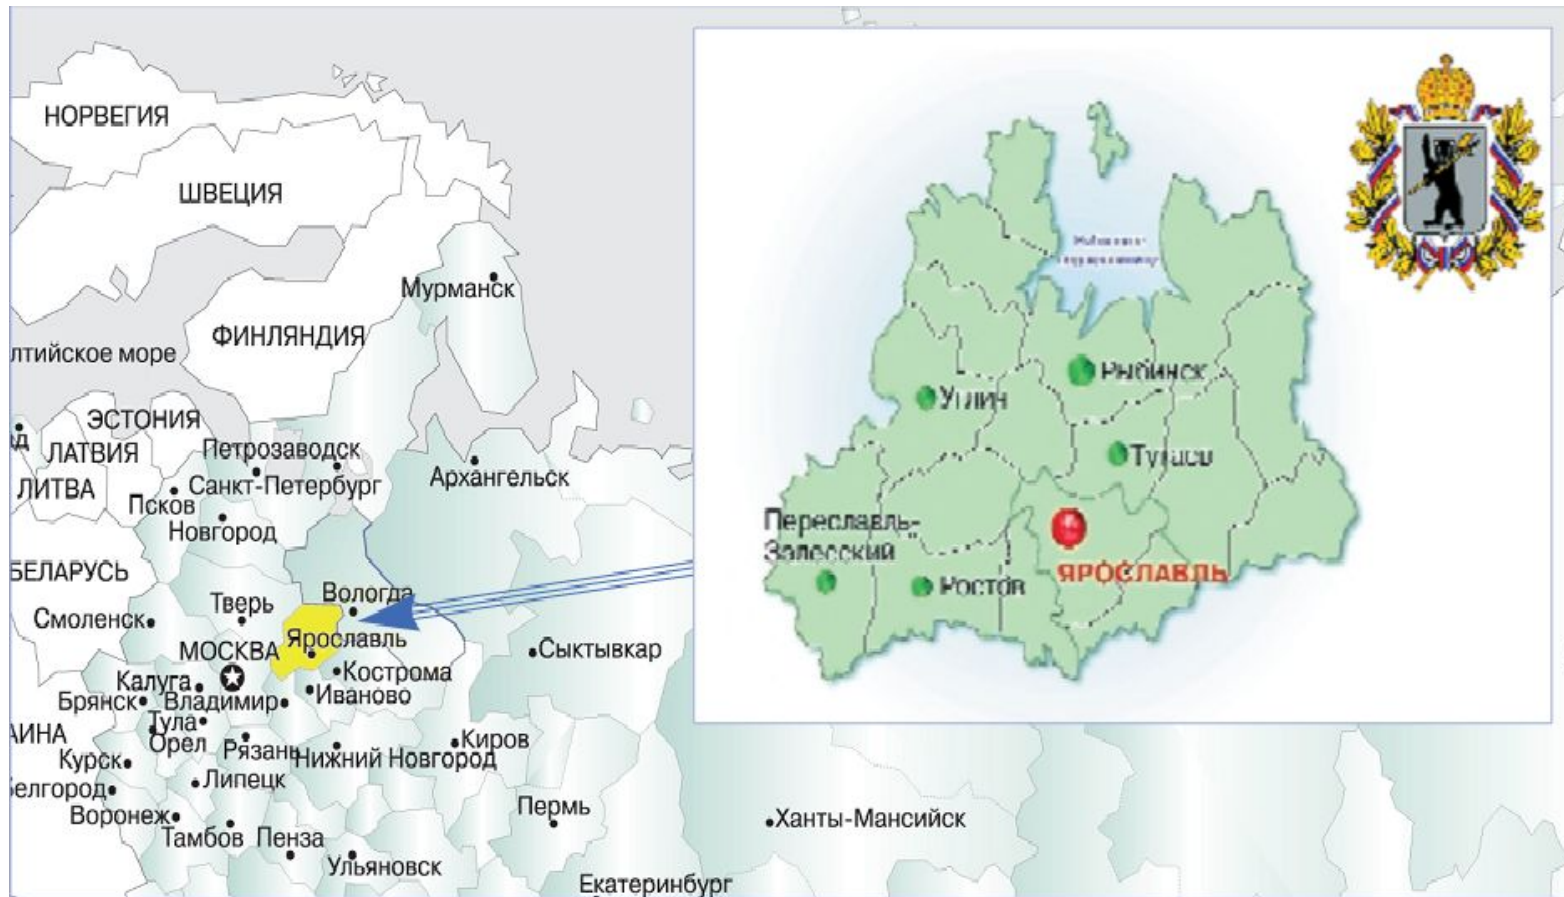 НОРВЕГИЯ
ШВЕЦИЯ
Мурманск
ФИНЛЯНДИЯ
лтийское море
ЭСТОНИЯ
ад
ЛАТВИЯ
Петрозаводск
Архангельск
ЛИТВА
Санкт-Петербург
Псков
Новгород
БЕЛАРУСЬ
Вологда
Тверь
Смоленск
Ярославль
МОСКВА
Сыктывкар
Кострома
Калуга
Иваново
Брянск
Владимир
Тула
АИНА
Орел
Рязань
Киров
Курск
Нижний Новгород
Липецк
Белгород
Воронеж
Пермь
Ханты-Мансийск
Тамбов
Пенза
Ульяновск
Екатеринбург
Рыбинск
Углич
Тутаев
Переславль-
Залесский
ЯРОСЛАВЛЬ
Ростов